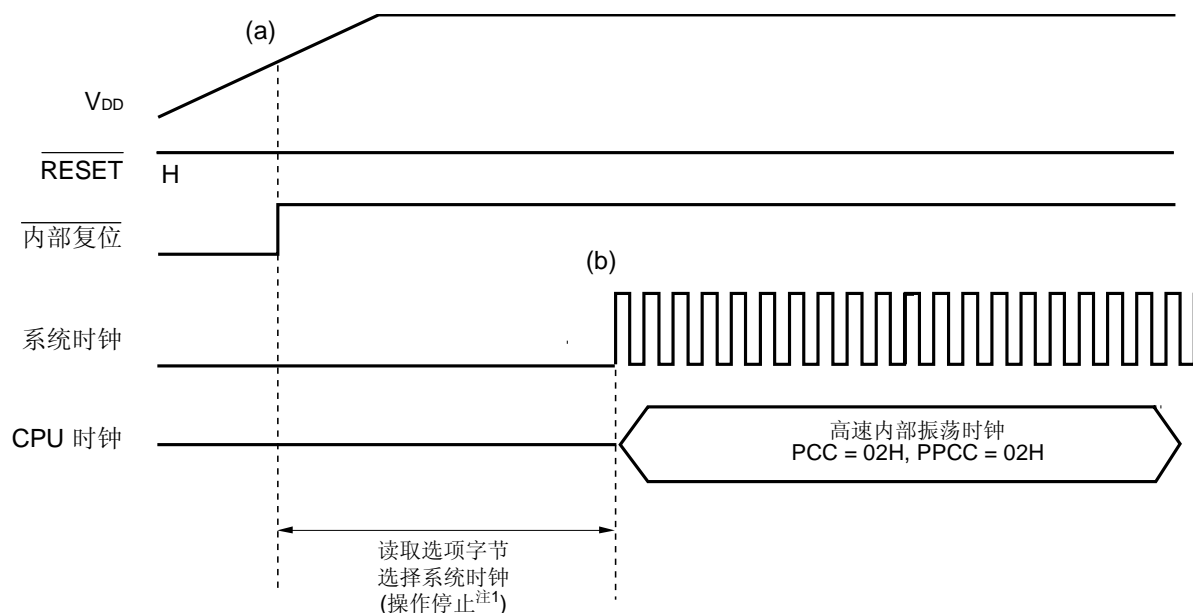 (a)
VDD
RESET
H
内部复位
(b)
系统时钟
CPU 时钟
高速内部振荡时钟
PCC = 02H, PPCC = 02H
读取选项字节
选择系统时钟
(操作停止注1)